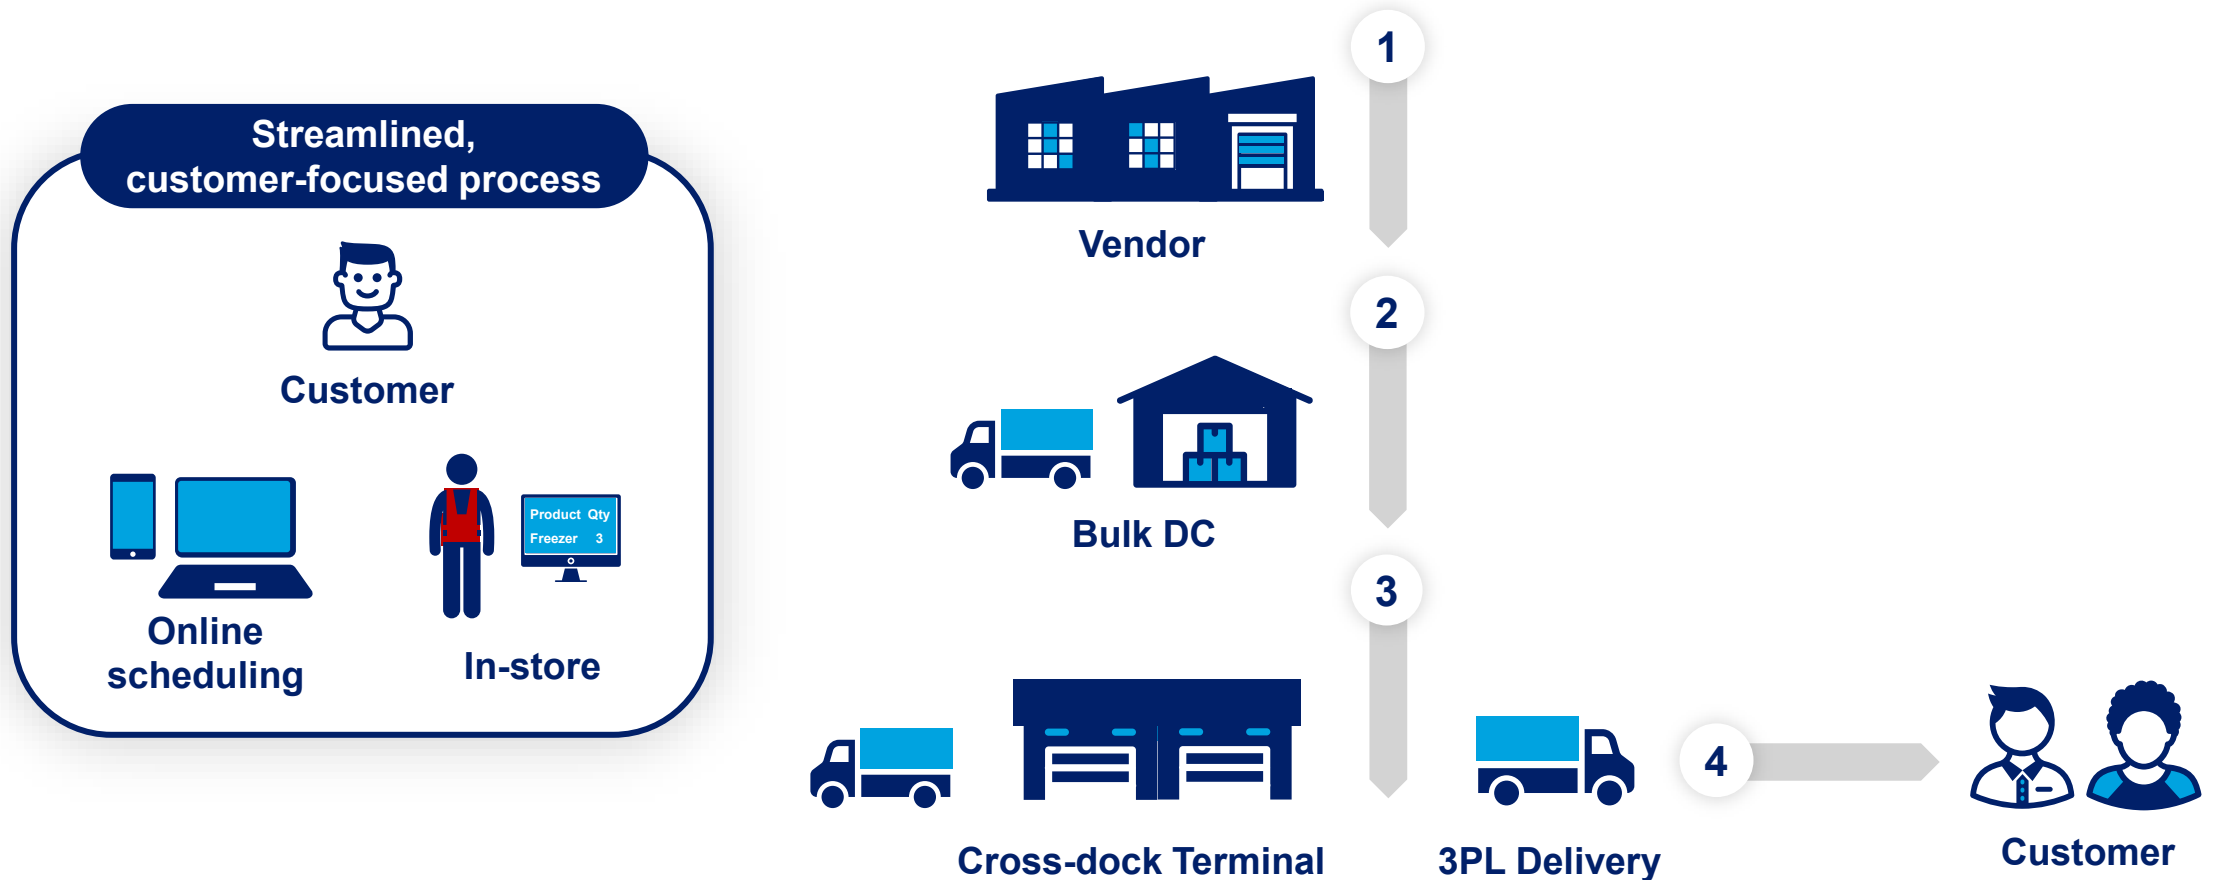 Streamlined,
customer-focused process
Customer
Product Qty
Freezer 3
Online
scheduling
In-store
1
Vendor
2
Bulk DC
3
Cross-dock Terminal
3PL Delivery
4
Customer